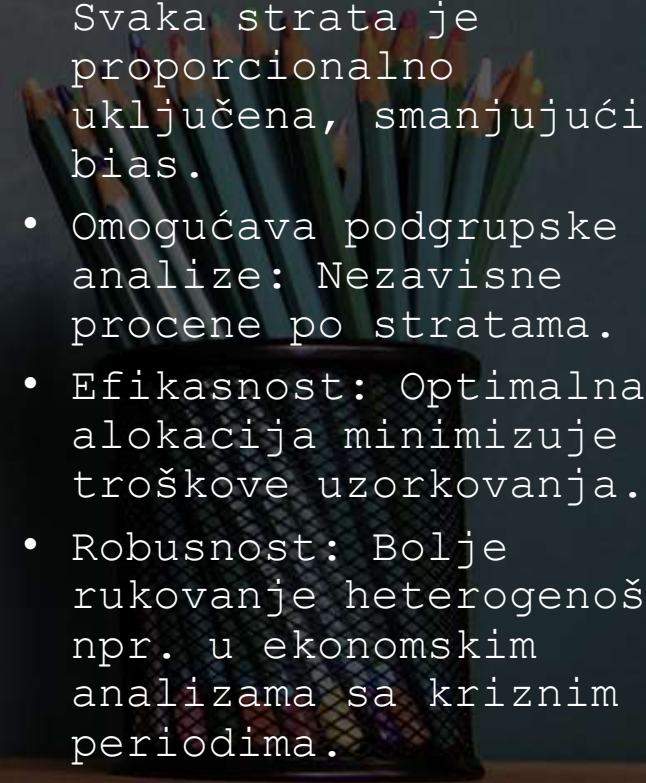 Svaka strata je
proporcionalno
uključena, smanjujući
bias.
• Omogućava podgrupske
analize: Nezavisne
procene po stratama.
• Efikasnost: Optimalna
alokacija minimizuje
troškove uzorkovanja.
• Robusnost: Bolje
rukovanje heterogenoš
npr. u ekonomskim
analizama sa kriznim
periodima.